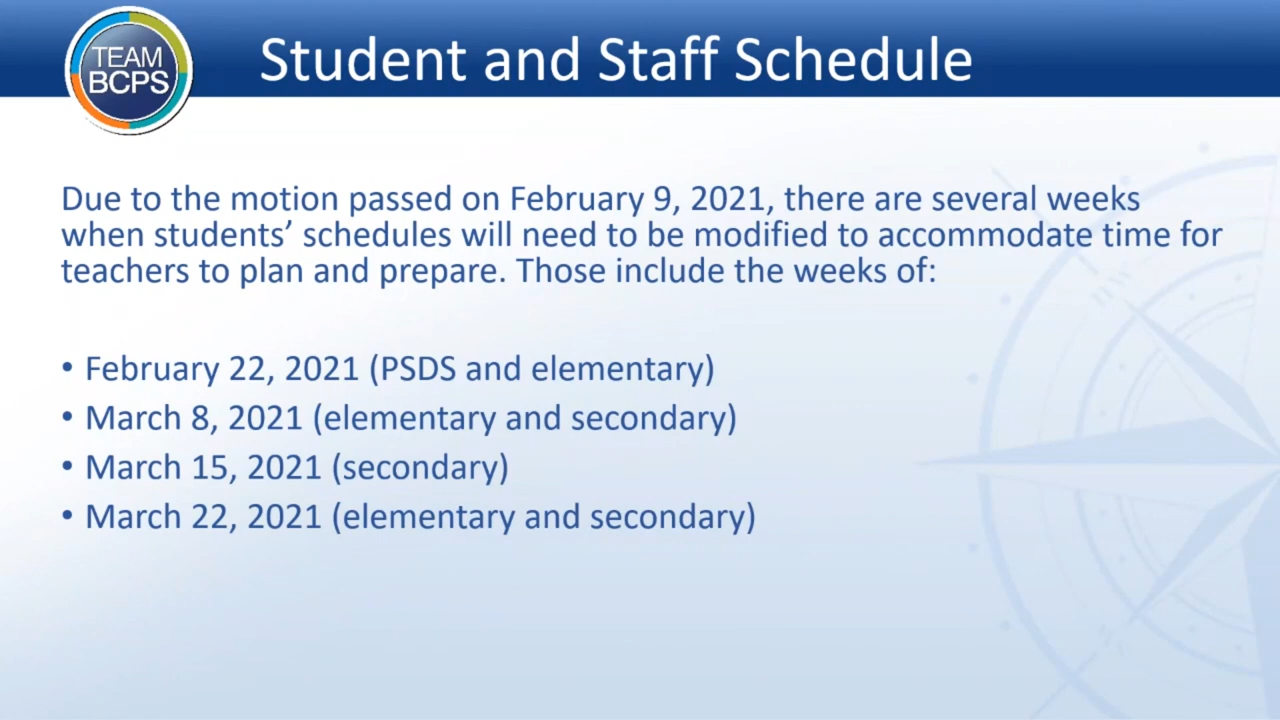 TEAM
BCPS
Student and Staff Schedule
Due to the motion passed on February 9, 2021, there are several weeks
when students’ schedules will need to be modified to accommodate time for
teachers to plan and prepare. Those include the weeks of:
• February 22, 2021 (PSDS and elementary)
• March 8, 2021 (elementary and secondary)
• March 15, 2021 (secondary)
• March 22, 2021 (elementary and secondary)